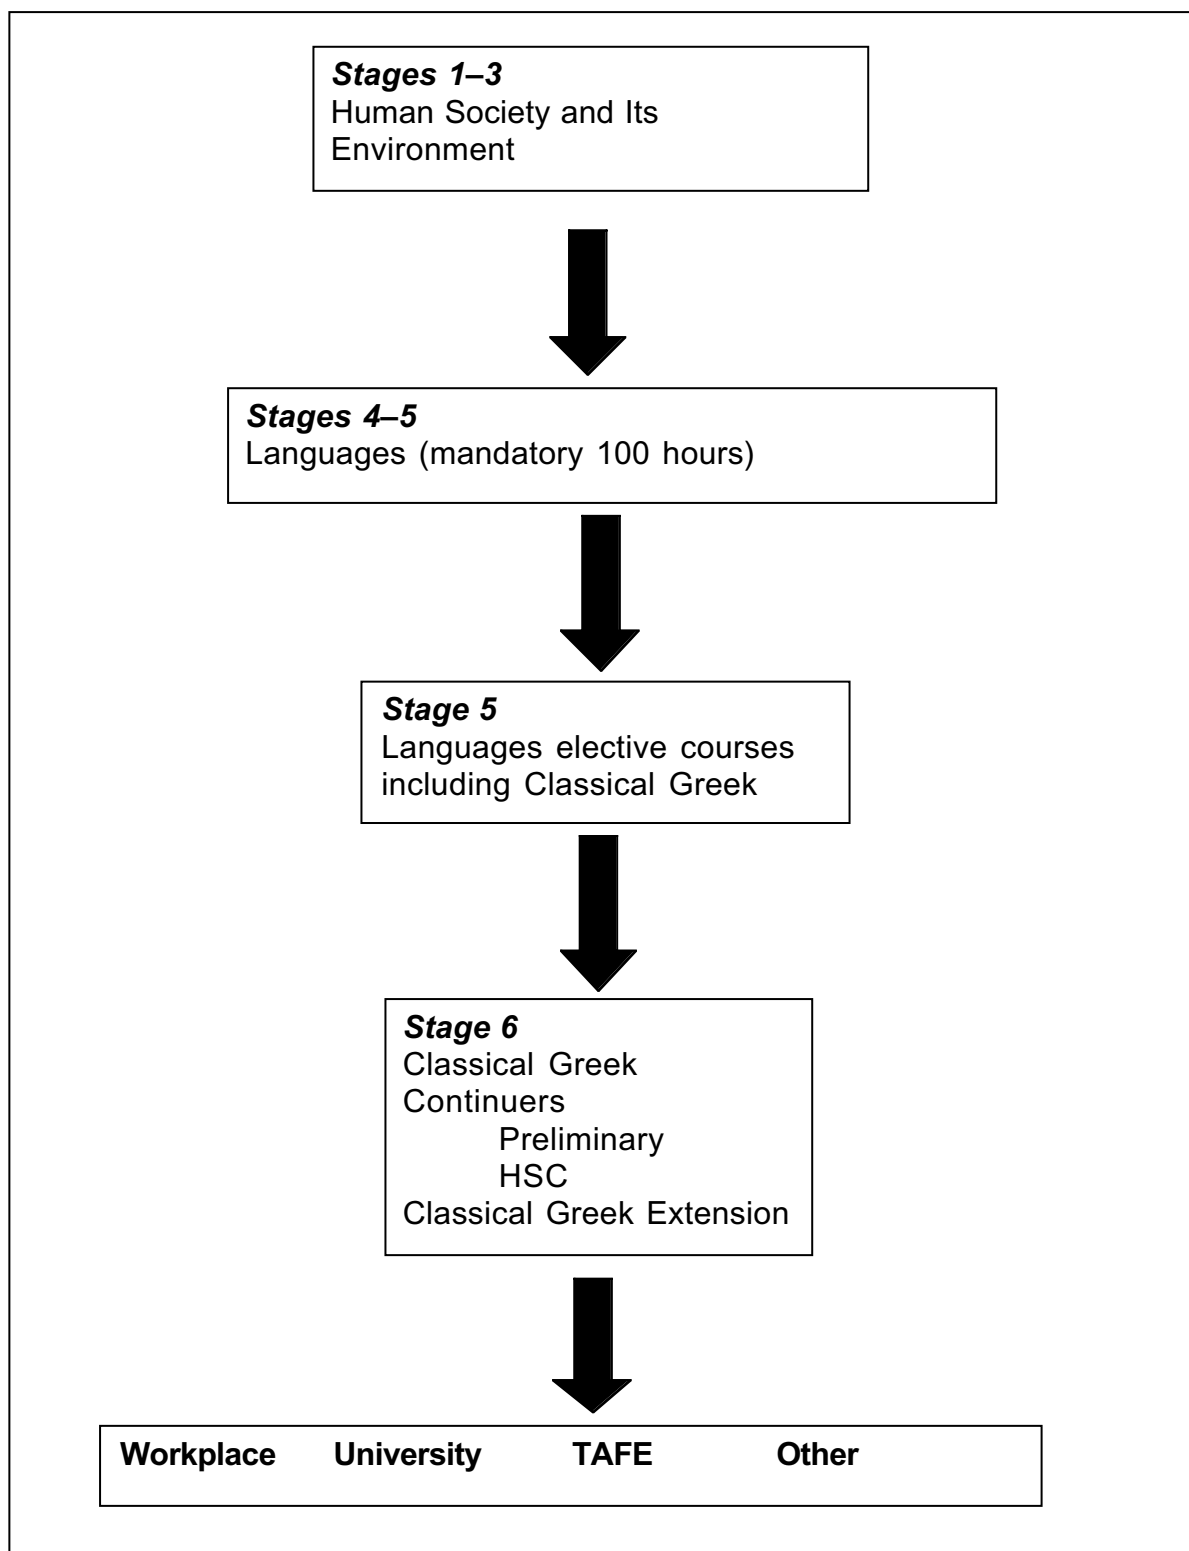 Stages 1–3
Human Society and Its
Environment
Stages 4–5
Languages (mandatory 100 hours)
Stage 5
Languages elective courses
including Classical Greek
Stage 6
Classical Greek
Continuers
Preliminary
HSC
Classical Greek Extension
Workplace University TAFE Other